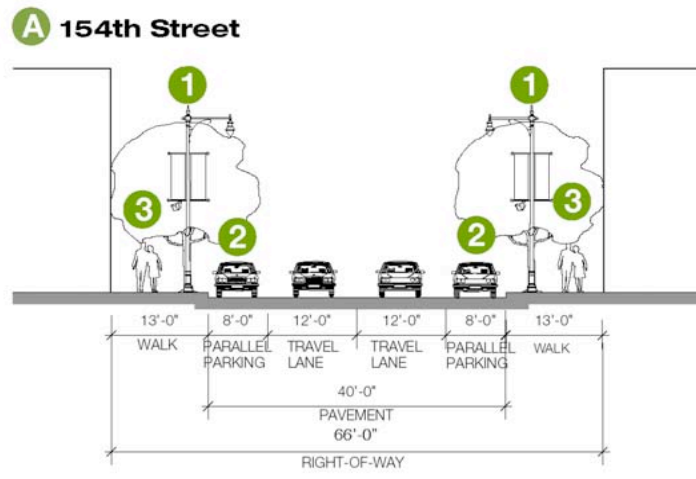 A 154th Street
1
1
3
3
2
2
13'-0" 8'-0" 12'-0" 12'-0" 8'-0" 13'-0"
WALK PARALLEL PARKING TRAVEL LANE TRAVEL LANE PARALLEL PARKING WALK
40'-0"
PAVEMENT
66'-0"
RIGHT-OF-WAY